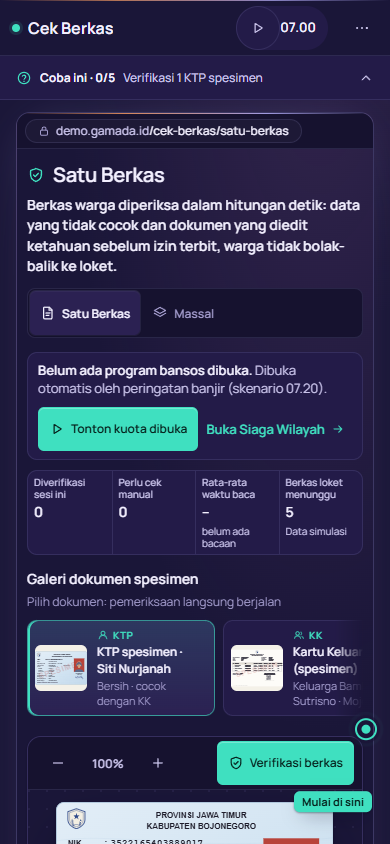 Cek Berkas
07.00
Coba ini · 0/5 Verifikasi 1 KTP spesimen
demo.gamada.id/cek-berkas/satu-berkas
Satu Berkas
Berkas warga diperiksa dalam hitungan detik: data
yang tidak cocok dan dokumen yang diedit
ketahuan sebelum izin terbit, warga tidak bolak-
balik ke loket.
Satu Berkas
Massal
Belum ada program bansos dibuka. Dibuka
otomatis oleh peringatan banjir (skenario 07.20).
Tonton kuota dibuka
Buka Siaga Wilayah →
Diverifikasi
sesi ini
0
Perlu cek
manual
0
Rata-rata
waktu baca
–
belum ada
bacaan
Berkas loket
menunggu
5
Data simulasi
Galeri dokumen spesimen
Pilih dokumen: pemeriksaan langsung berjalan
KTP
KTP spesimen ·
Siti Nurjanah
Bersih · cocok
dengan KK
KK
Kartu Keluar
(spesimen)
Keluarga Bam
Sutrisno · Mo
100%
Verifikasi berkas
Mulai di sini
PROVINSI JAWA TIMUR
KABUPATEN BOJONEGORO
NIK : 3522165403889017